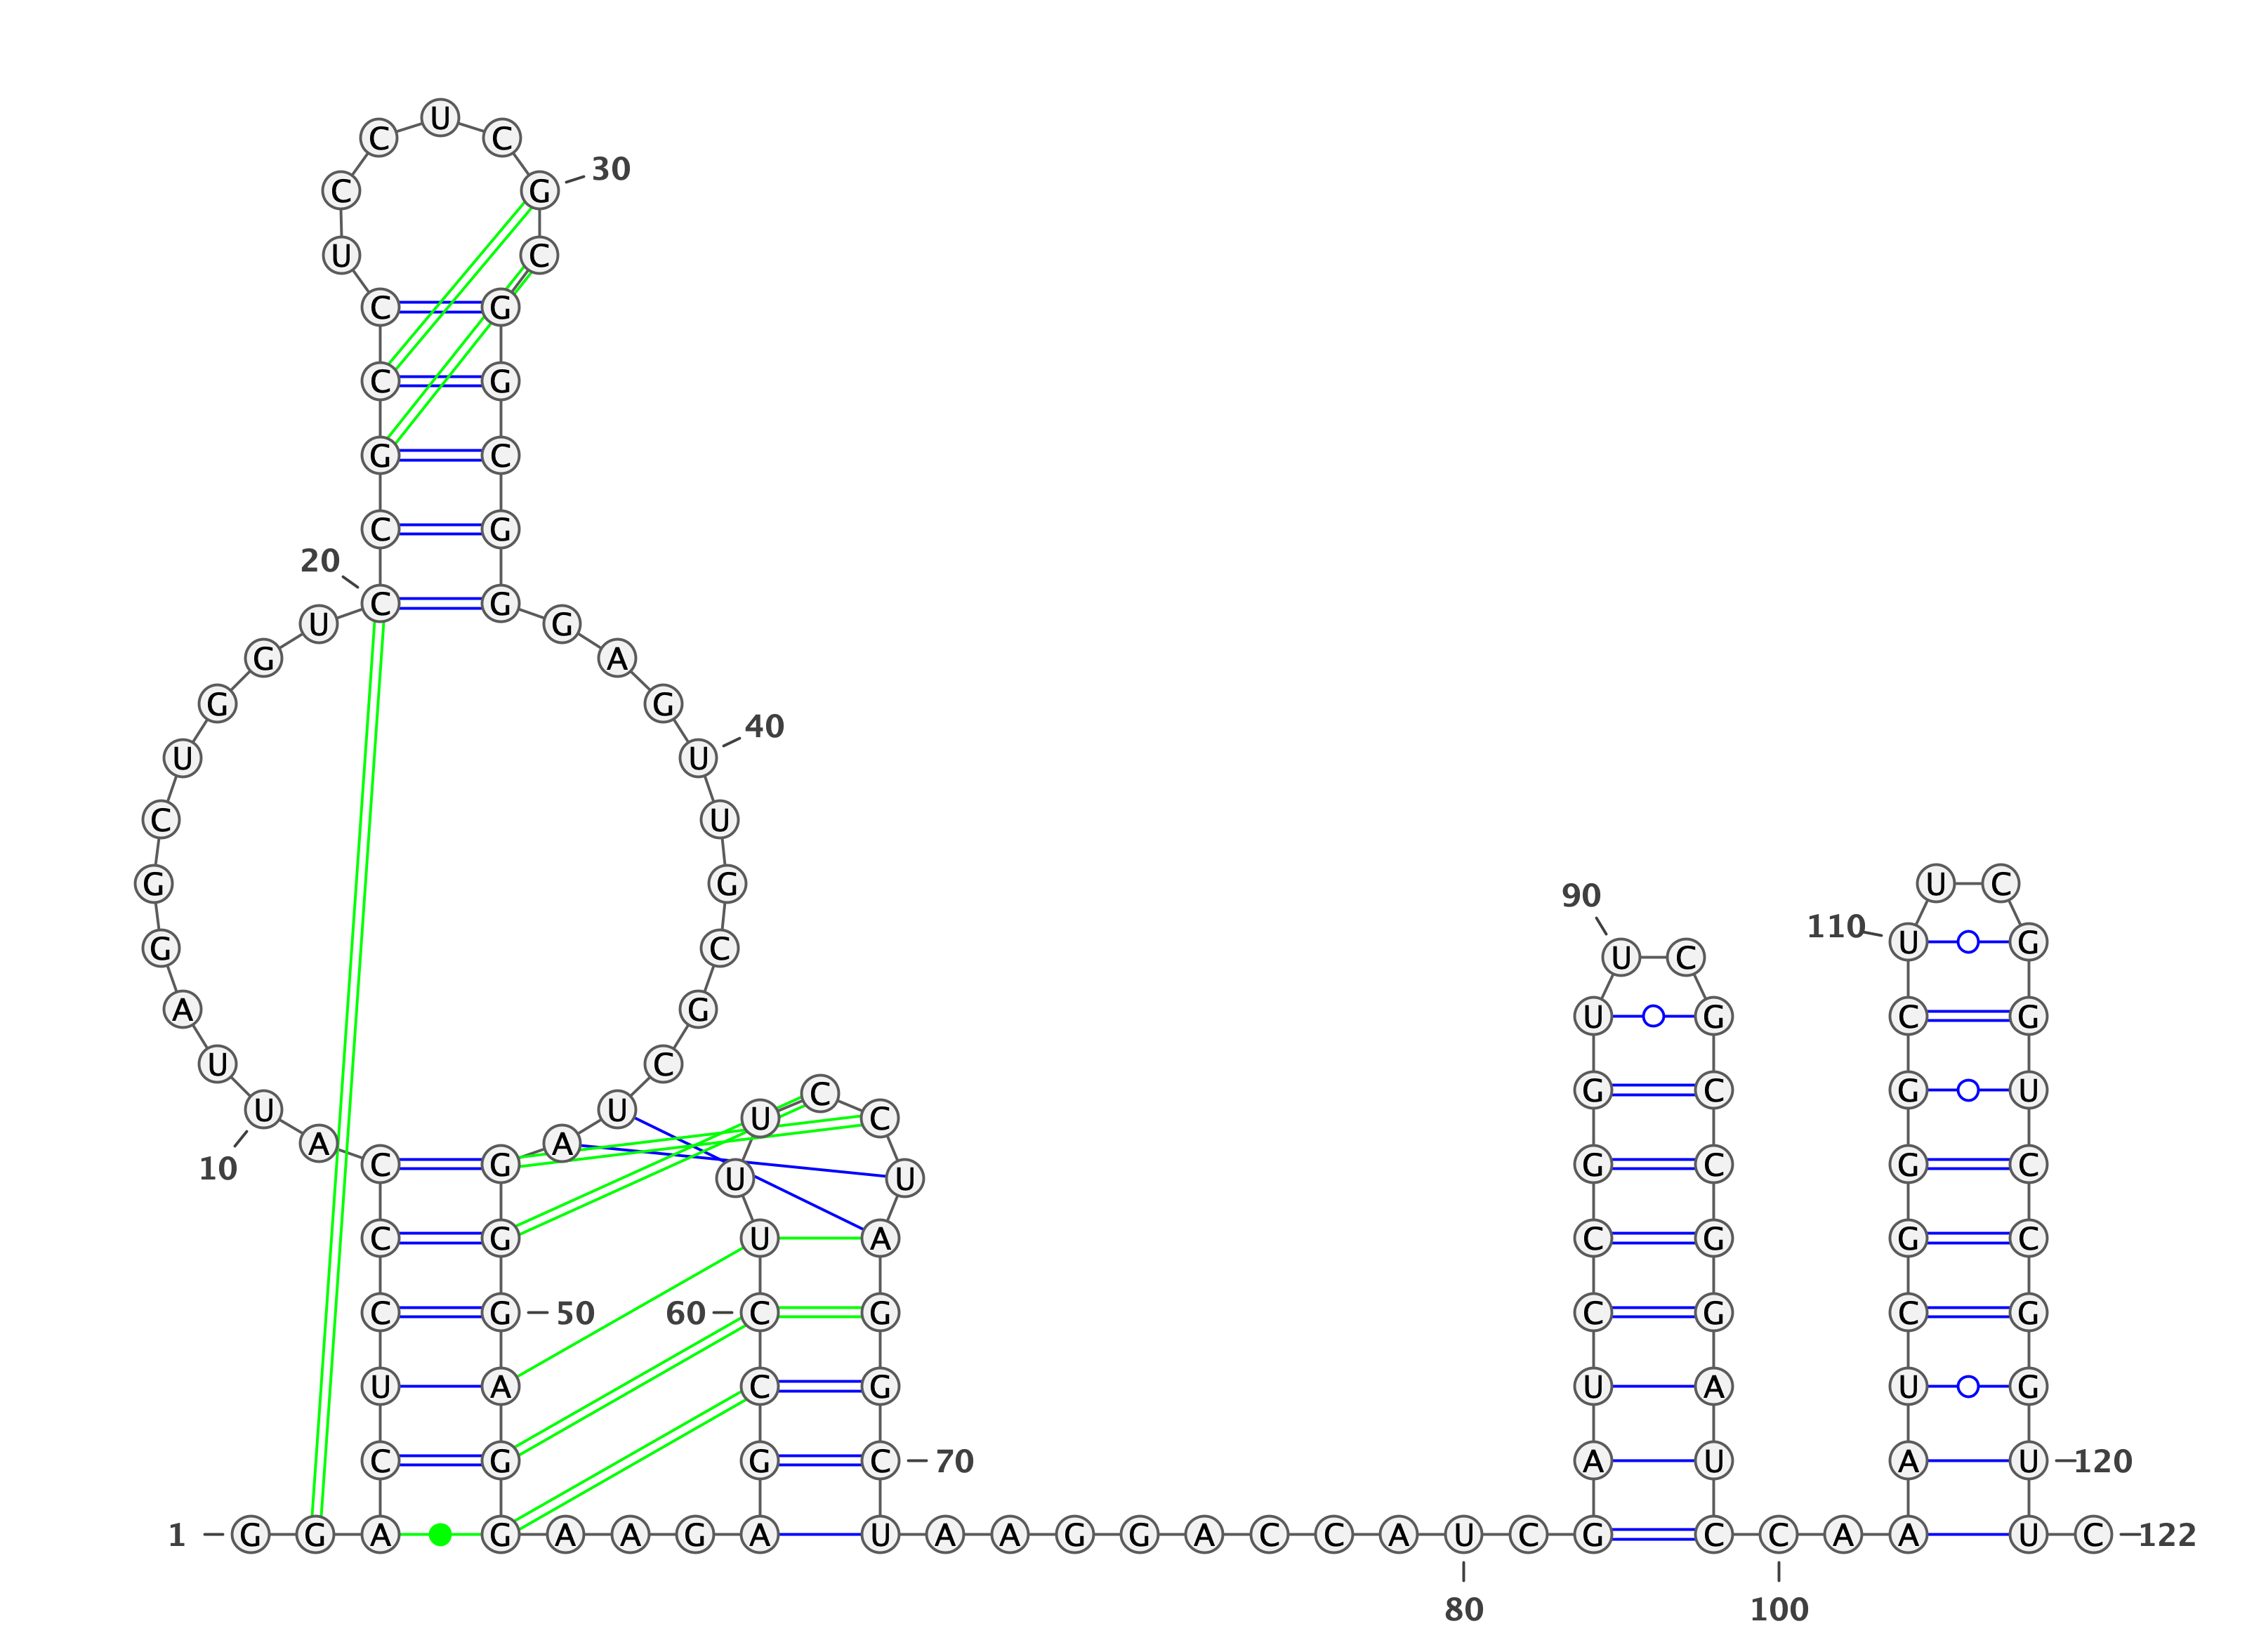 U
C C
C G 30
U C
C G
C G
G C
C G
20
C G
U G
G A
G G
40
U U
C U
G G U C
90
110 U G
G C U C
A G U G C G
U C
C G C G U
U U U C
A A
C G G C G C
10 U U
C G U A C G G C
C G 50 60 C G C G C G
U A C G U A U G
C G G C 70 A U A U 120
1 G G A G A A G A U A A G G A C C A U C G C C A A U C 122
80 100